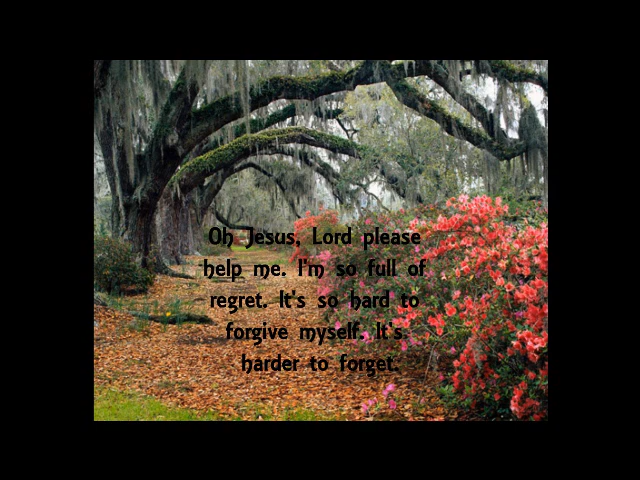 Oh Jesus, Lord please
help me. I'm so full of
regret. It's so hard to
forgive myself. It's
harder to forget.